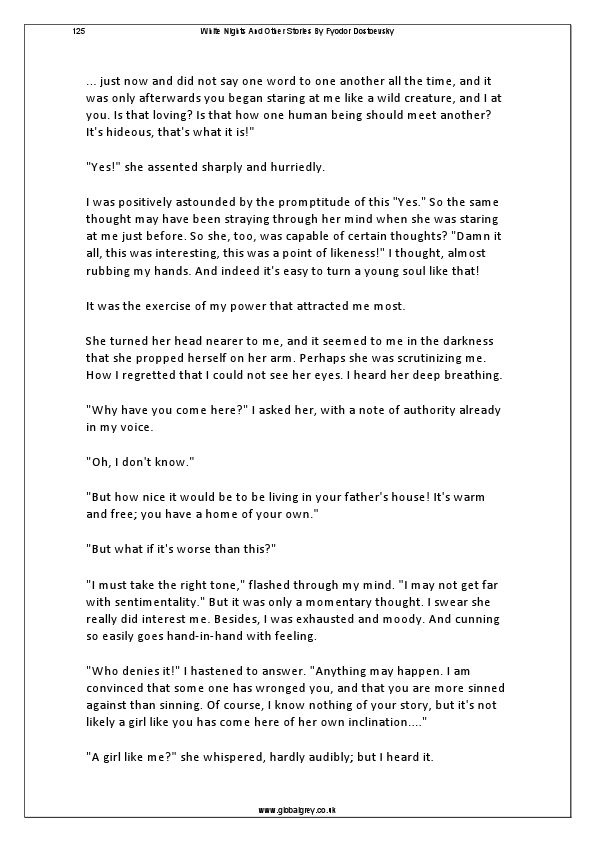 125 White Nights And Other Stories By Fyodor Dostoevsky
... just now and did not say one word to one another all the time, and it
was only afterwards you began staring at me like a wild creature, and I at
you. Is that loving? Is that how one human being should meet another?
It's hideous, that's what it is!"
"Yes!" she assented sharply and hurriedly.
I was positively astounded by the promptitude of this "Yes." So the same
thought may have been straying through her mind when she was staring
at me just before. So she, too, was capable of certain thoughts? "Damn it
all, this was interesting, this was a point of likeness!" I thought, almost
rubbing my hands. And indeed it's easy to turn a young soul like that!
It was the exercise of my power that attracted me most.
She turned her head nearer to me, and it seemed to me in the darkness
that she propped herself on her arm. Perhaps she was scrutinizing me.
How I regretted that I could not see her eyes. I heard her deep breathing.
"Why have you come here?" I asked her, with a note of authority already
in my voice.
"Oh, I don't know."
"But how nice it would be to be living in your father's house! It's warm
and free; you have a home of your own."
"But what if it's worse than this?"
"I must take the right tone," flashed through my mind. "I may not get far
with sentimentality." But it was only a momentary thought. I swear she
really did interest me. Besides, I was exhausted and moody. And cunning
so easily goes hand-in-hand with feeling.
"Who denies it!" I hastened to answer. "Anything may happen. I am
convinced that some one has wronged you, and that you are more sinned
against than sinning. Of course, I know nothing of your story, but it's not
likely a girl like you has come here of her own inclination...."
"A girl like me?" she whispered, hardly audibly; but I heard it.
www.globalgrey.co.uk